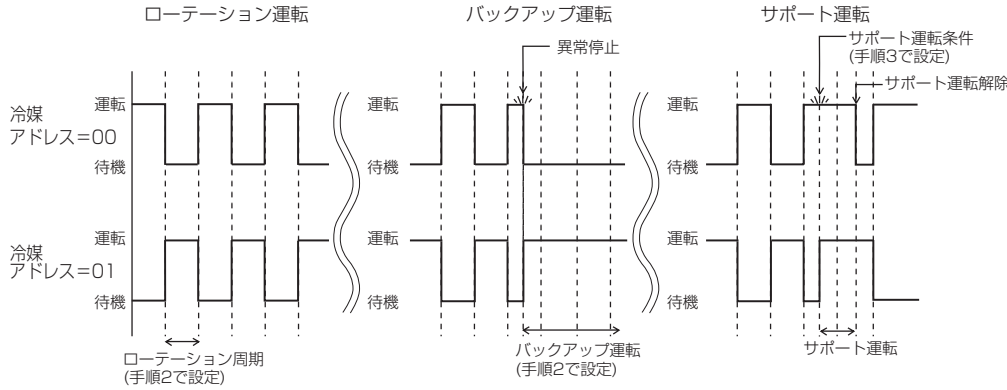 ローテーション運転
バックアップ運転
サポート運転
異常停止
サポート運転条件
(手順3で設定)
サポート運転解除
冷媒
アドレス=00
運転
待機
運転
待機
運転
待機
冷媒
アドレス=01
運転
待機
運転
待機
運転
待機
ローテーション周期
(手順2で設定)
バックアップ運転
(手順2で設定)
サポート運転